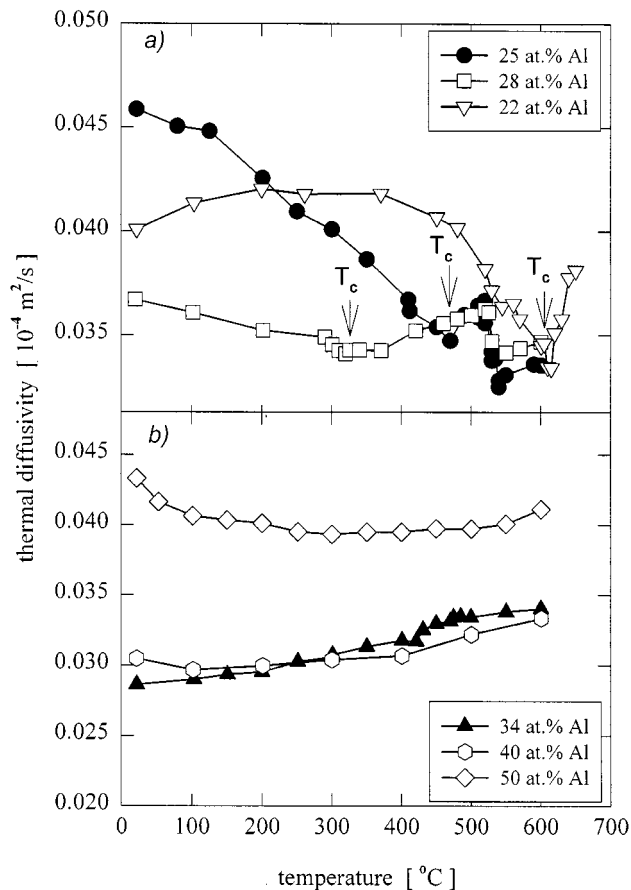 0.050
a)
25 at.% Al
28 at.% Al
22 at.% Al
0.045
0.040
0.035
T_c
T_c
T_c
b)
0.045
0.040
0.035
0.030
0.025
0.020
34 at.% Al
40 at.% Al
50 at.% Al
0 100 200 300 400 500 600 700
temperature [ °C ]
thermal diffusivity [ 10⁻⁴ m²/s ]